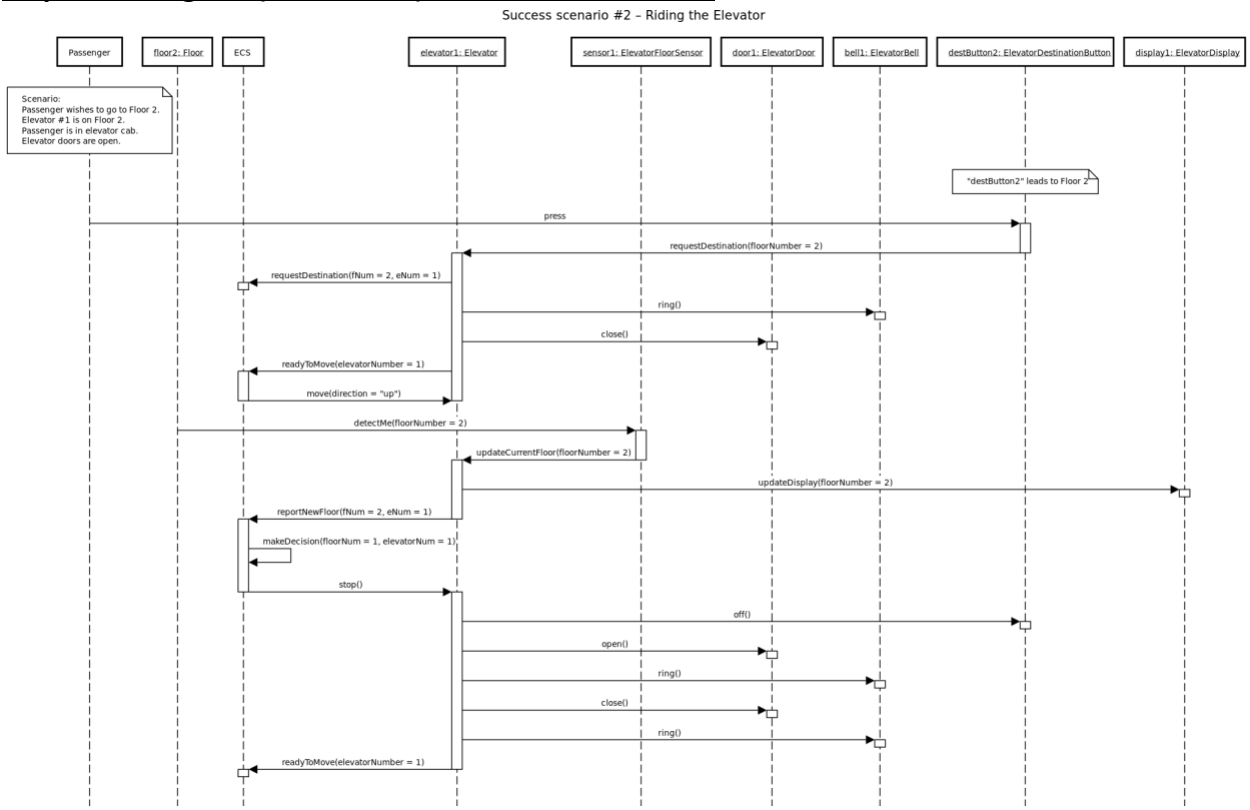 Success scenario #2 – Riding the Elevator
Passenger
floor2: Floor
ECS
elevator1: Elevator
sensor1: ElevatorFloorSensor
door1: ElevatorDoor
bell1: ElevatorBell
destButton2: ElevatorDestinationButton
display1: ElevatorDisplay
Scenario:
Passenger wishes to go to Floor 2.
Elevator #1 is on Floor 2.
Passenger is in elevator cab.
Elevator doors are open.
"destButton2" leads to Floor 2
press
requestDestination(floorNumber = 2)
requestDestination(fNum = 2, eNum = 1)
ring()
close()
readyToMove(elevatorNumber = 1)
move(direction = "up")
detectMe(floorNumber = 2)
updateCurrentFloor(floorNumber = 2)
updateDisplay(floorNumber = 2)
reportNewFloor(fNum = 2, eNum = 1)
makeDecision(floorNum = 1, elevatorNum = 1)
stop()
off()
open()
ring()
close()
ring()
readyToMove(elevatorNumber = 1)